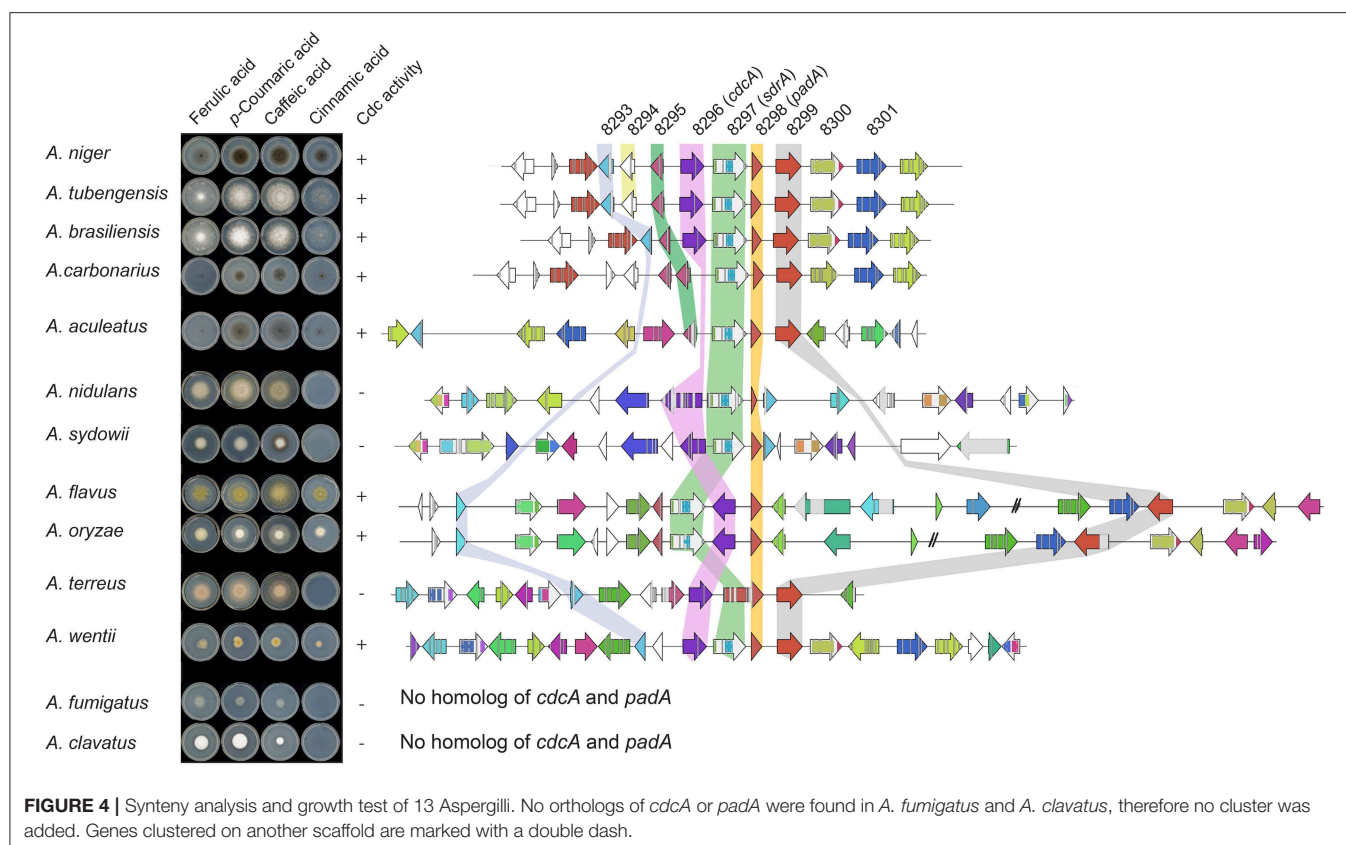 Ferulic acid
p-Coumaric acid
Caffeic acid
Cinnamic acid
Cdc activity
8293
8294
8295
8296 (cdcA)
8297 (sdrA)
8298 (padA)
8299
8300
8301
A. niger +
A. tubengensis +
A. brasiliensis +
A.carbonarius +
A. aculeatus +
A. nidulans -
A. sydowii -
A. flavus + //
A. oryzae + //
A. terreus -
A. wentii +
A. fumigatus - No homolog of cdcA and padA
A. clavatus - No homolog of cdcA and padA
FIGURE 4 | Synteny analysis and growth test of 13 Aspergilli. No orthologs of cdcA or padA were found in A. fumigatus and A. clavatus, therefore no cluster was
added. Genes clustered on another scaffold are marked with a double dash.